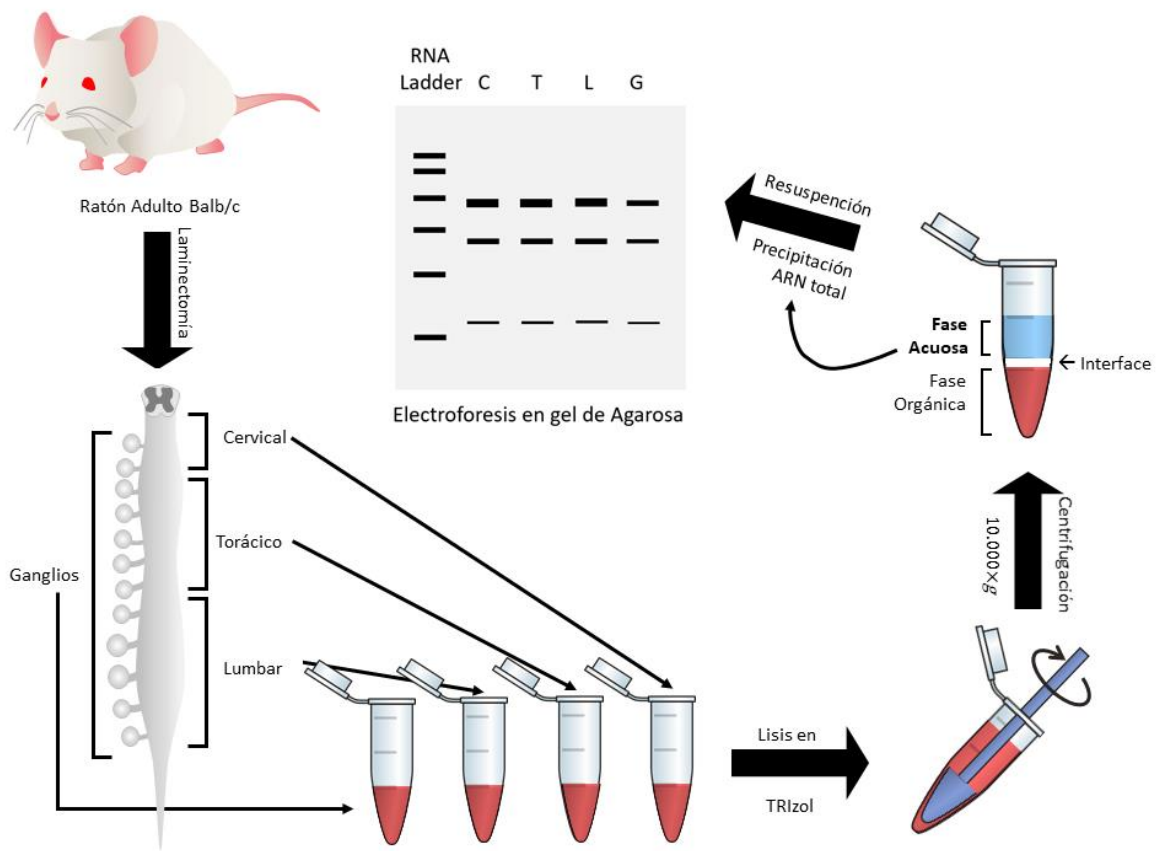 RNA
Ladder C T L G
Ratón Adulto Balb/c
Laminectomía
Electroforesis en gel de Agarosa
Resuspención
Precipitación
ARN total
Fase
Acuosa
← Interface
Fase
Orgánica
Cervical
Torácico
Ganglios
Lumbar
Centrifugación
10.000×g
Lisis en
TRIzol